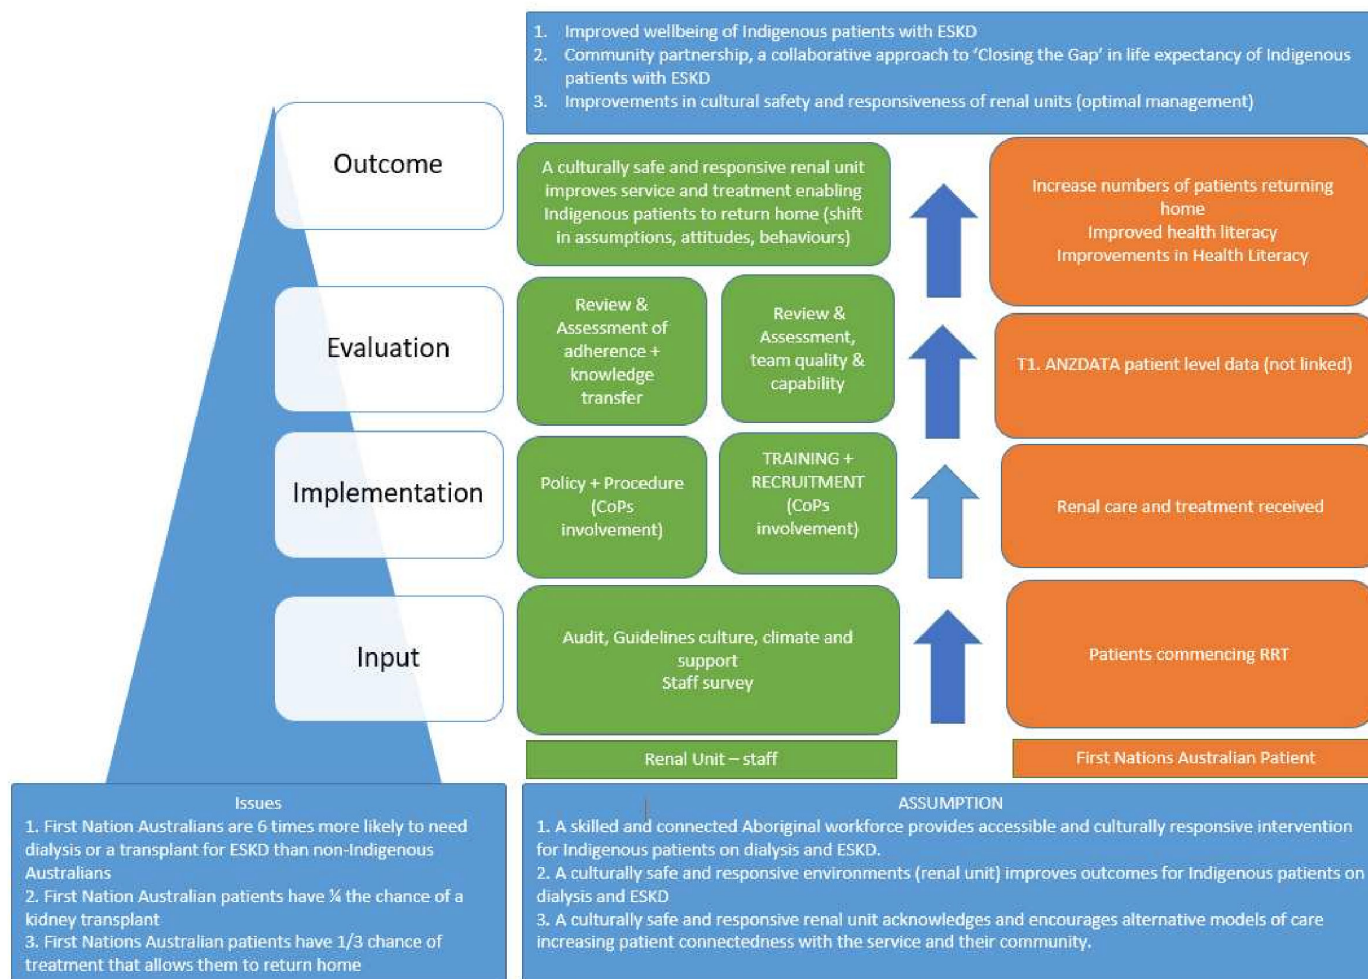 1. Improved wellbeing of Indigenous patients with ESKD
2. Community partnership, a collaborative approach to ‘Closing the Gap’ in life expectancy of Indigenous
patients with ESKD
3. Improvements in cultural safety and responsiveness of renal units (optimal management)
Outcome
A culturally safe and responsive renal unit
improves service and treatment enabling
Indigenous patients to return home (shift
in assumptions, attitudes, behaviours)
Increase numbers of patients returning
home
Improved health literacy
Improvements in Health Literacy
Evaluation
Review &
Assessment of
adherence +
knowledge
transfer
Review &
Assessment,
team quality &
capability
T1. ANZDATA patient level data (not linked)
Implementation
Policy + Procedure
(CoPs
involvement)
TRAINING +
RECRUITMENT
(CoPs
involvement)
Renal care and treatment received
Input
Audit, Guidelines culture, climate and
support
Staff survey
Patients commencing RRT
Renal Unit – staff
First Nations Australian Patient
Issues
1. First Nation Australians are 6 times more likely to need
dialysis or a transplant for ESKD than non-Indigenous
Australians
2. First Nation Australian patients have ¼ the chance of a
kidney transplant
3. First Nations Australian patients have 1/3 chance of
treatment that allows them to return home
ASSUMPTION
1. A skilled and connected Aboriginal workforce provides accessible and culturally responsive intervention
for Indigenous patients on dialysis and ESKD.
2. A culturally safe and responsive environments (renal unit) improves outcomes for Indigenous patients on
dialysis and ESKD
3. A culturally safe and responsive renal unit acknowledges and encourages alternative models of care
increasing patient connectedness with the service and their community.